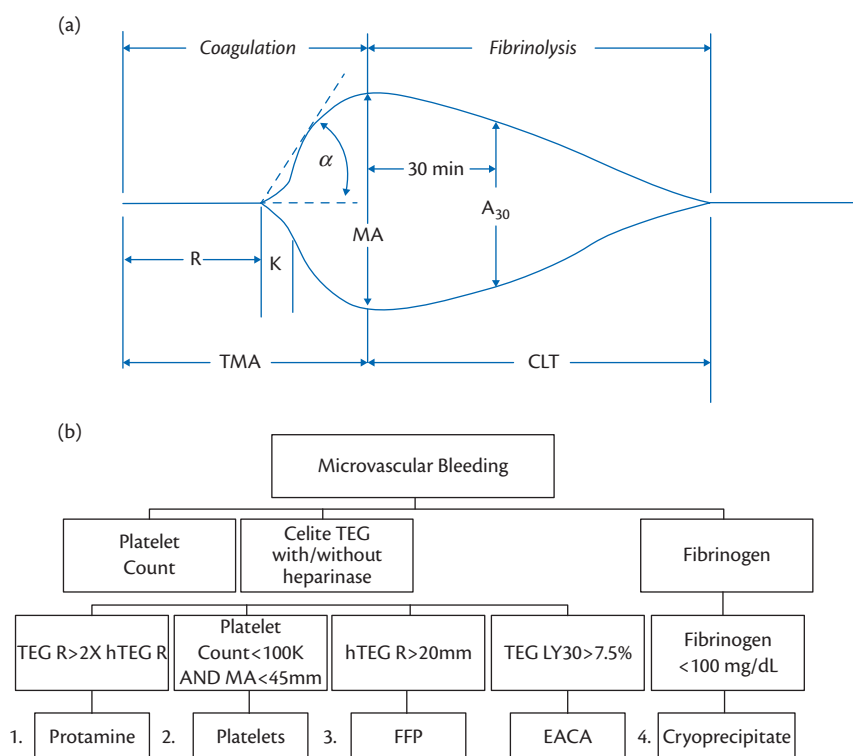 (a)
Coagulation
Fibrinolysis
α
30 min
A30
MA
R
K
TMA
CLT
(b)
Microvascular Bleeding
Platelet
Count
Celite TEG
with/without
heparinase
Fibrinogen
TEG R>2X hTEG R
Platelet
Count<100K
AND MA<45mm
hTEG R>20mm
TEG LY30>7.5%
Fibrinogen
<100 mg/dL
1. Protamine
2. Platelets
3. FFP
EACA
4. Cryoprecipitate